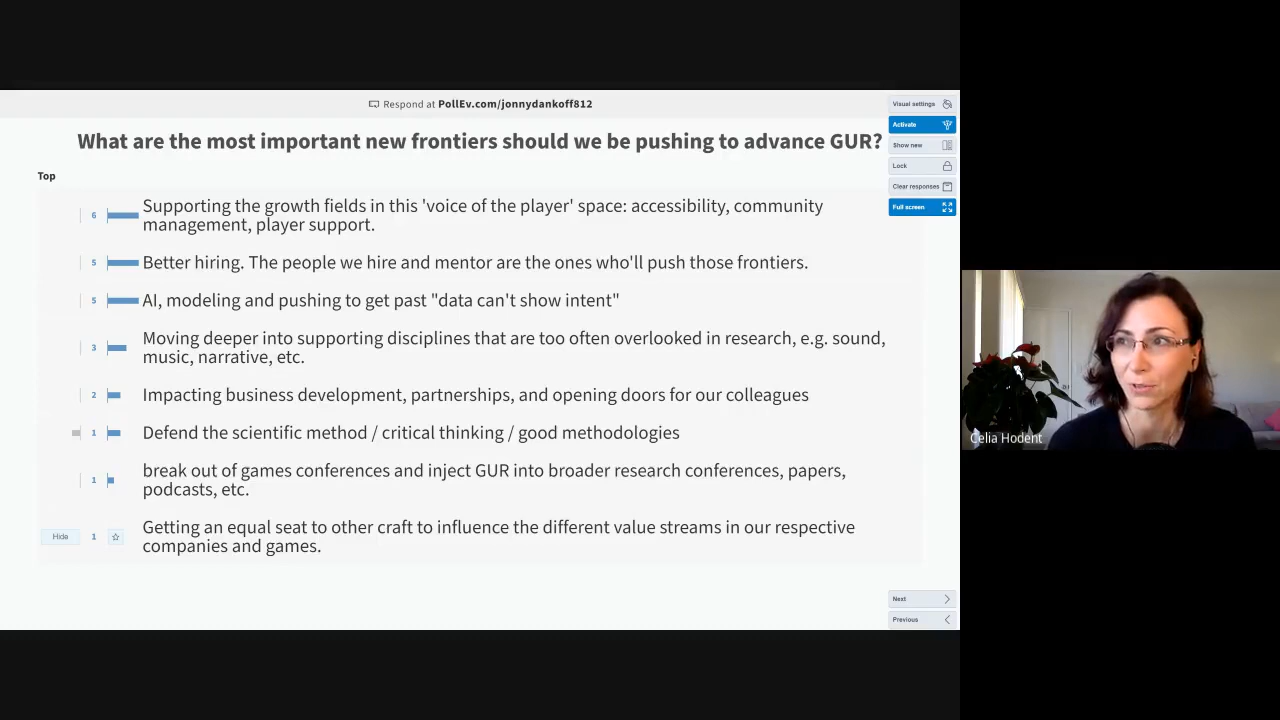 Respond at PollEv.com/jonnydankoff812
What are the most important new frontiers should we be pushing to advance GUR?
Top
6
Supporting the growth fields in this 'voice of the player' space: accessibility, community
management, player support.
5
Better hiring. The people we hire and mentor are the ones who'll push those frontiers.
5
AI, modeling and pushing to get past "data can't show intent"
3
Moving deeper into supporting disciplines that are too often overlooked in research, e.g. sound,
music, narrative, etc.
2
Impacting business development, partnerships, and opening doors for our colleagues
1
Defend the scientific method / critical thinking / good methodologies
1
break out of games conferences and inject GUR into broader research conferences, papers,
podcasts, etc.
Hide
1
Getting an equal seat to other craft to influence the different value streams in our respective
companies and games.
Visual settings
Activate
Show new
Lock
Clear responses
Full screen
Next
Previous
Celia Hodent